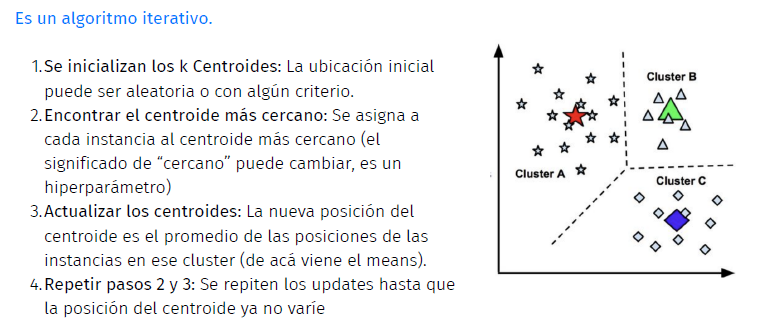 Es un algoritmo iterativo.
1.Se inicializan los k Centroides: La ubicación inicial
puede ser aleatoria o con algún criterio.
2.Encontrar el centroide más cercano: Se asigna a
cada instancia al centroide más cercano (el
significado de “cercano” puede cambiar, es un
hiperparámetro)
3.Actualizar los centroides: La nueva posición del
centroide es el promedio de las posiciones de las
instancias en ese cluster (de acá viene el means).
4.Repetir pasos 2 y 3: Se repiten los updates hasta que
la posición del centroide ya no varíe
Cluster B
Cluster A
Cluster C